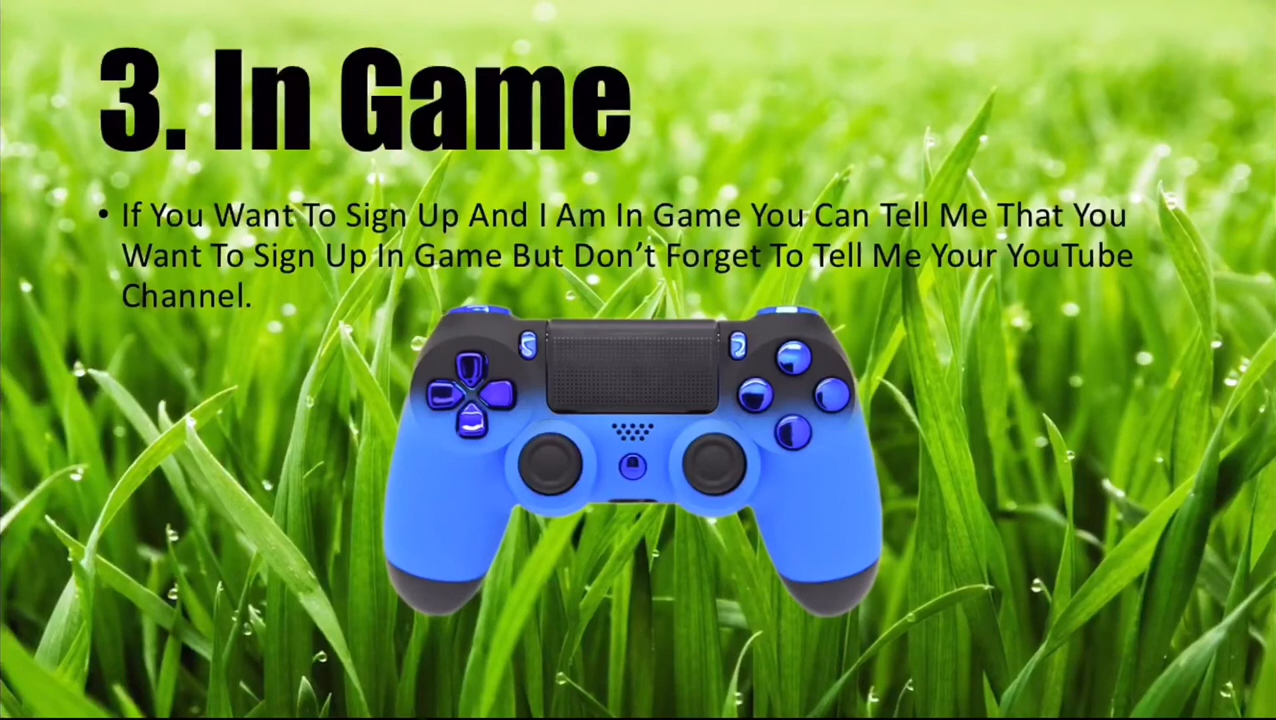 3. In Game
• If You Want To Sign Up And I Am In Game You Can Tell Me That You
Want To Sign Up In Game But Don’t Forget To Tell Me Your YouTube
Channel.